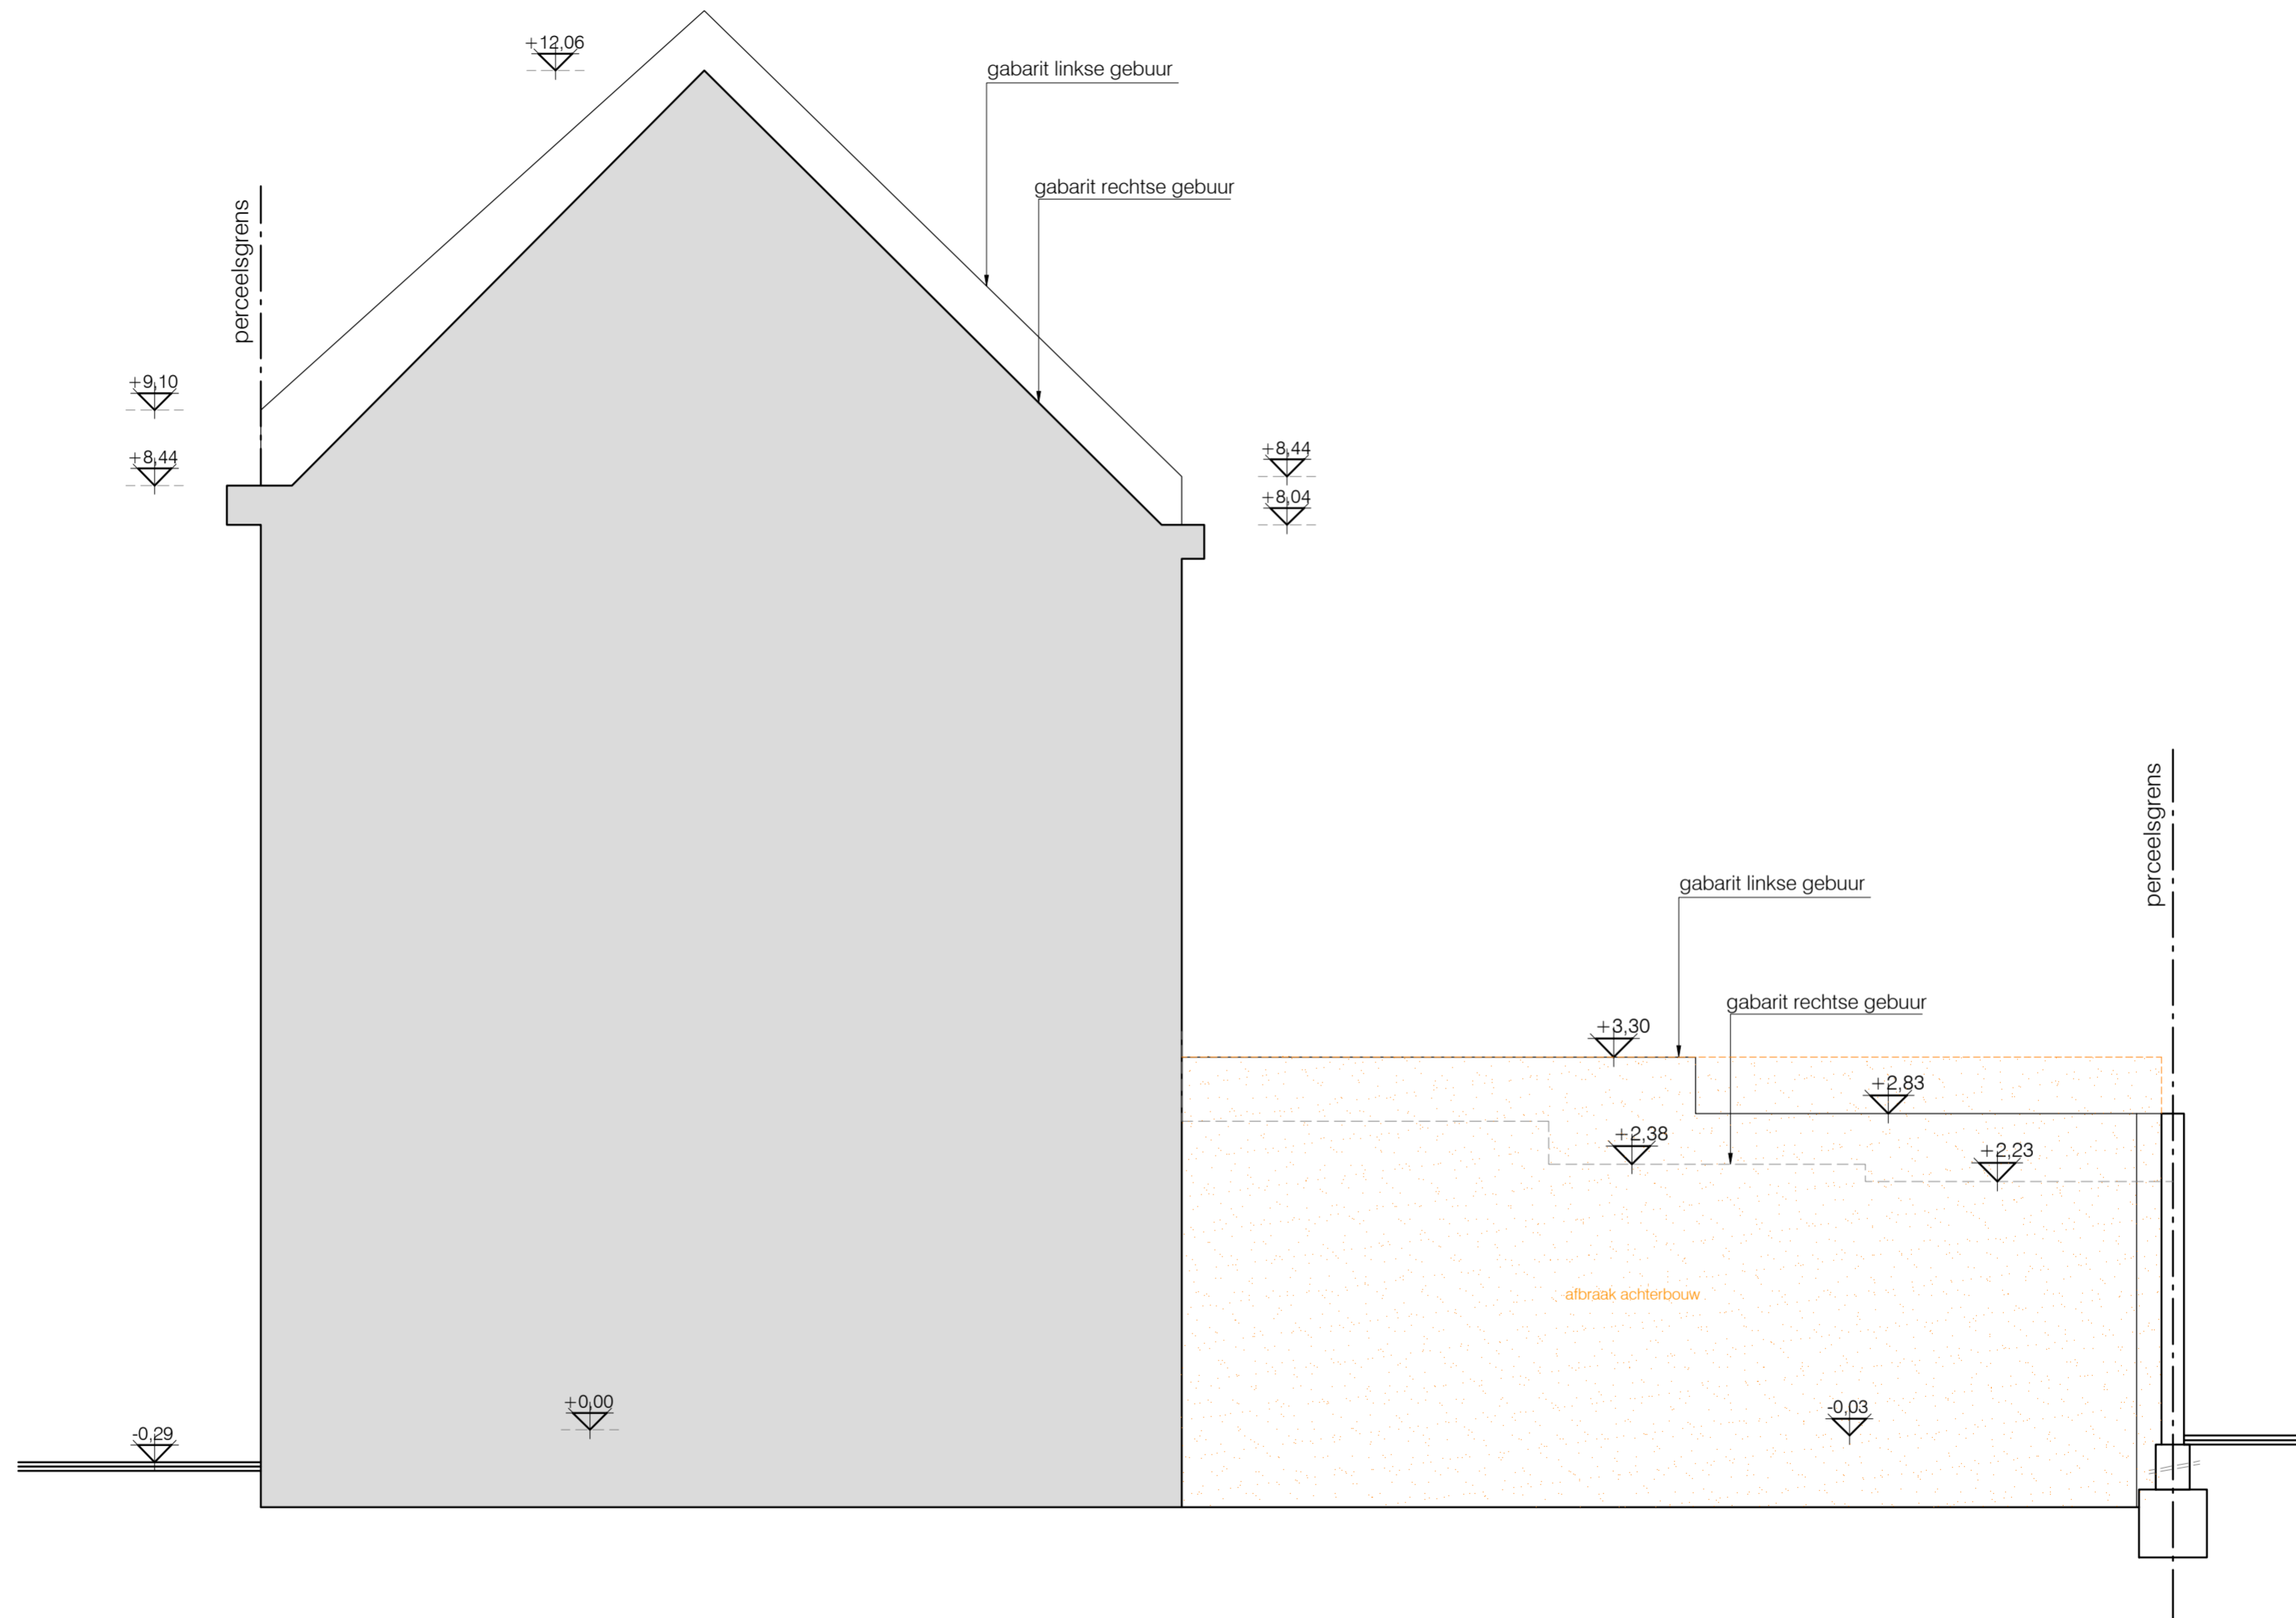 +12,06
gabarit linkse gebuur
gabarit rechtse gebuur
perceelsgrens
+9,10
+8,44
+8,44
+8,04
perceelsgrens
gabarit linkse gebuur
gabarit rechtse gebuur
+3,30
+2,83
+2,38
+2,23
afbraak achterbouw
+0,00
-0,03
-0,29